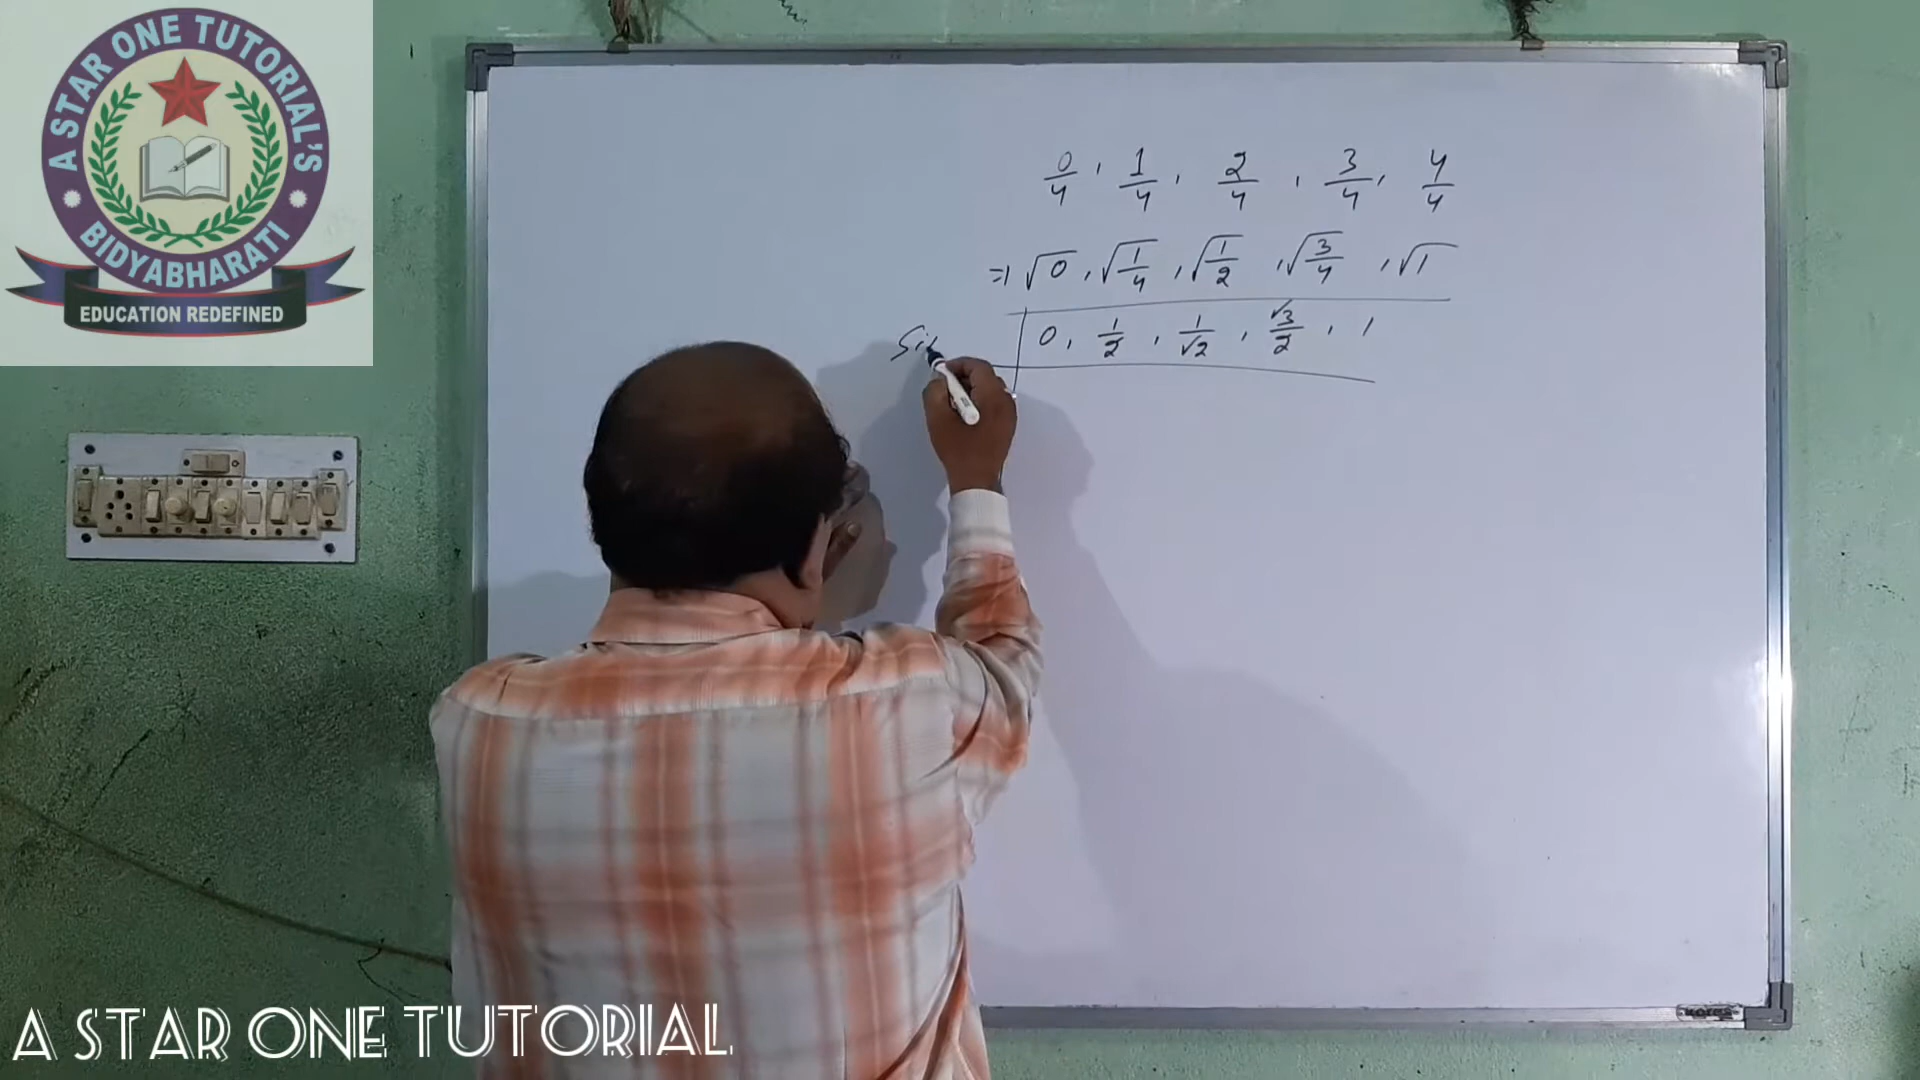 A STAR ONE TUTORIAL'S
BIDYABHARATI
EDUCATION REDEFINED
0/4, 1/4, 2/4, 3/4, 4/4
⇒ √0, √(1/4), √(1/2), √(3/4), √1
Sin 0, 1/2, 1/√2, √3/2, 1
A STAR ONE TUTORIAL